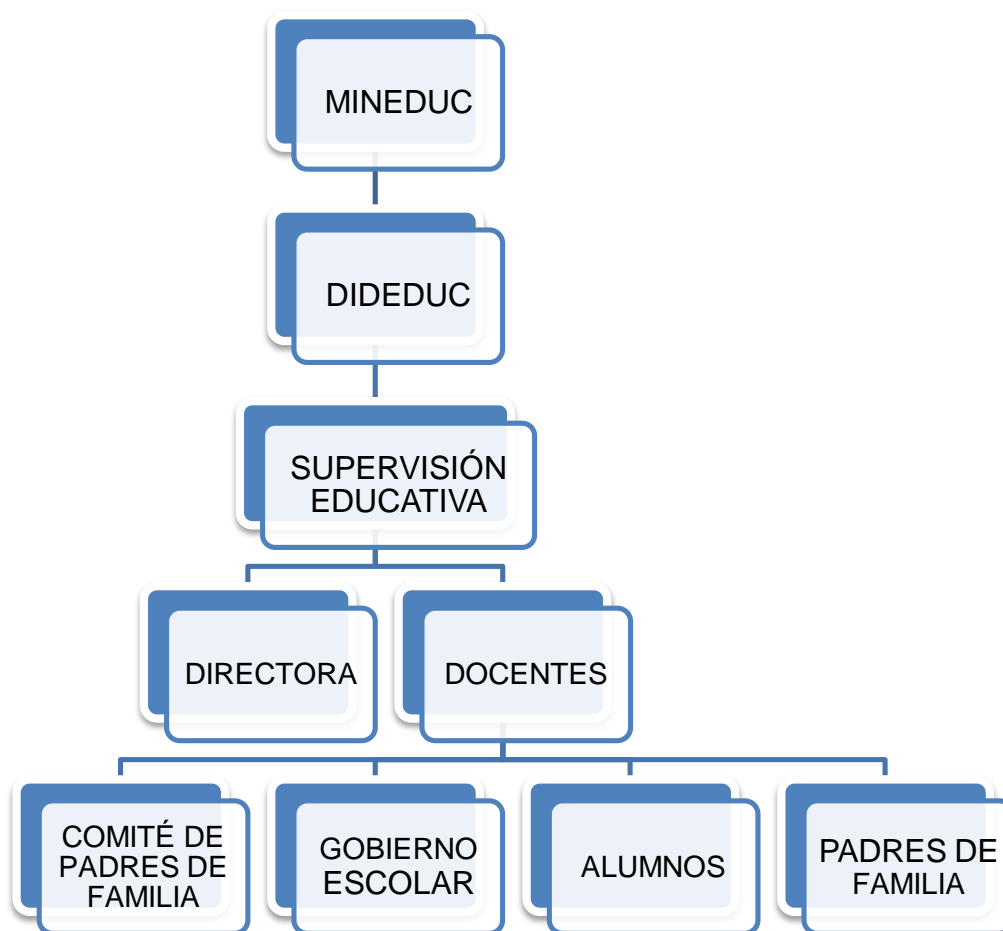 MINEDUC
DIDEDUC
SUPERVISIÓN
EDUCATIVA
DIRECTORA
DOCENTES
COMITÉ DE
PADRES DE
FAMILIA
GOBIERNO
ESCOLAR
ALUMNOS
PADRES DE
FAMILIA